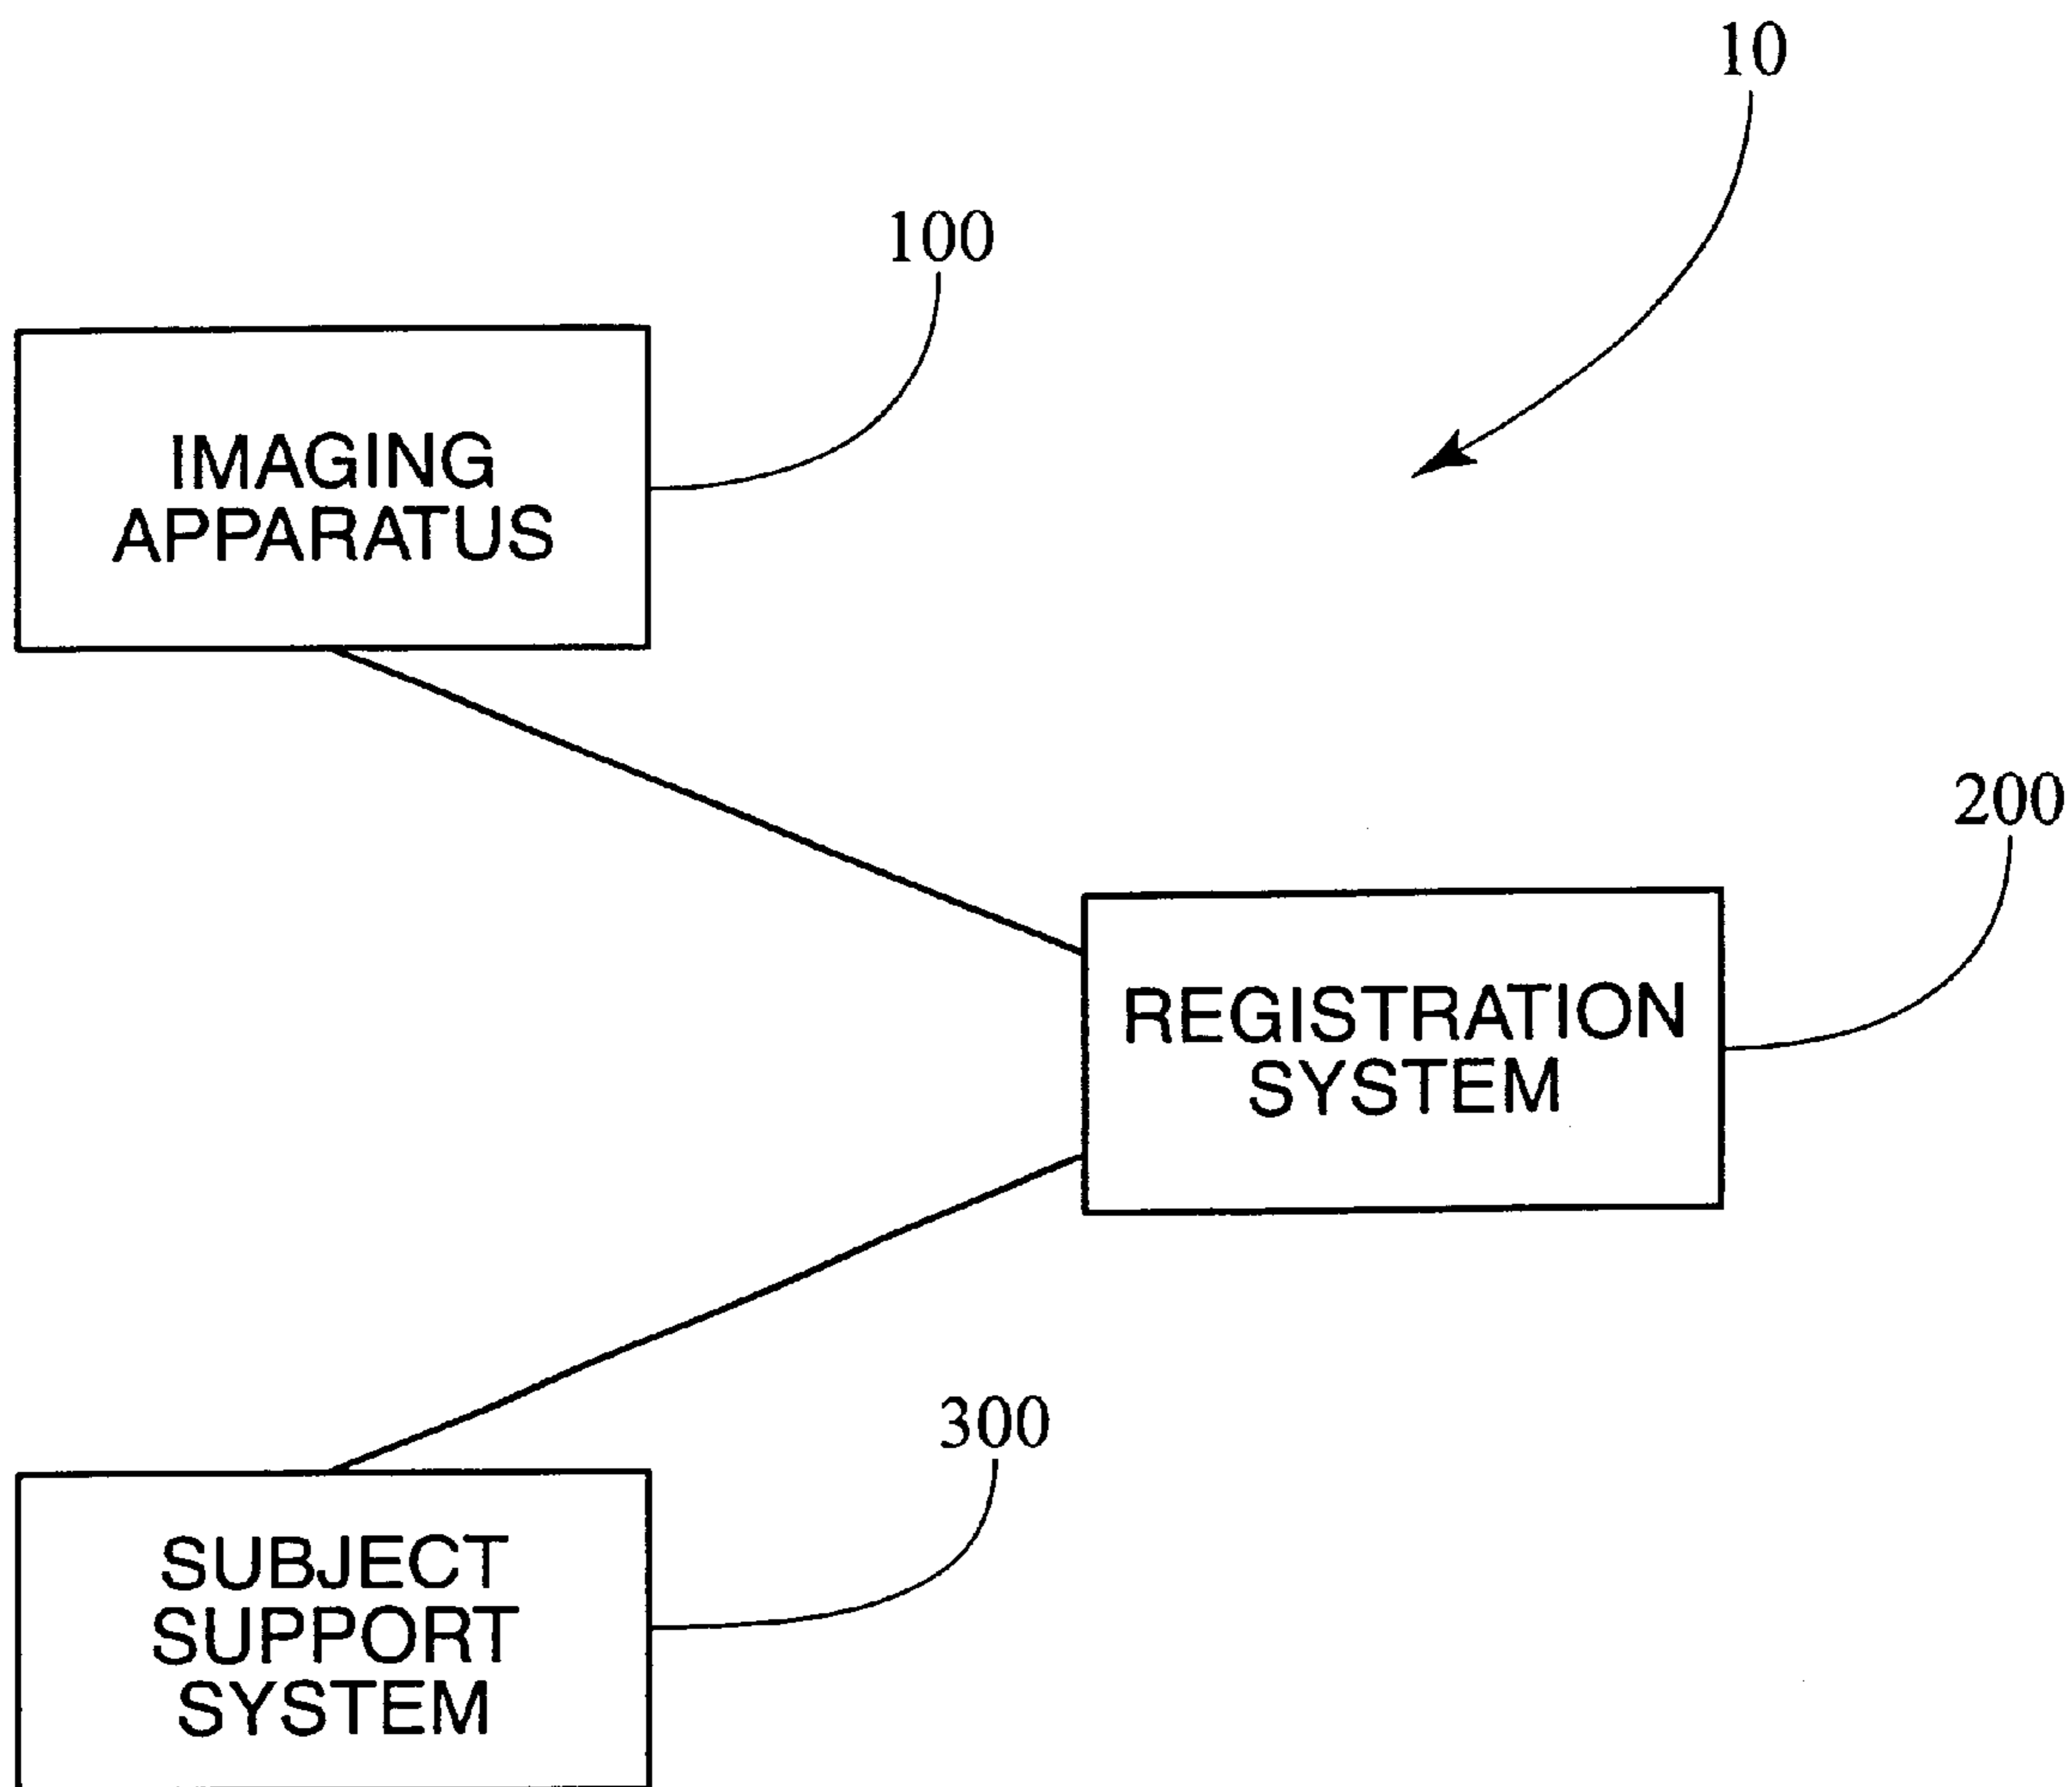 10
100
IMAGING
APPARATUS
200
REGISTRATION
SYSTEM
300
SUBJECT
SUPPORT
SYSTEM